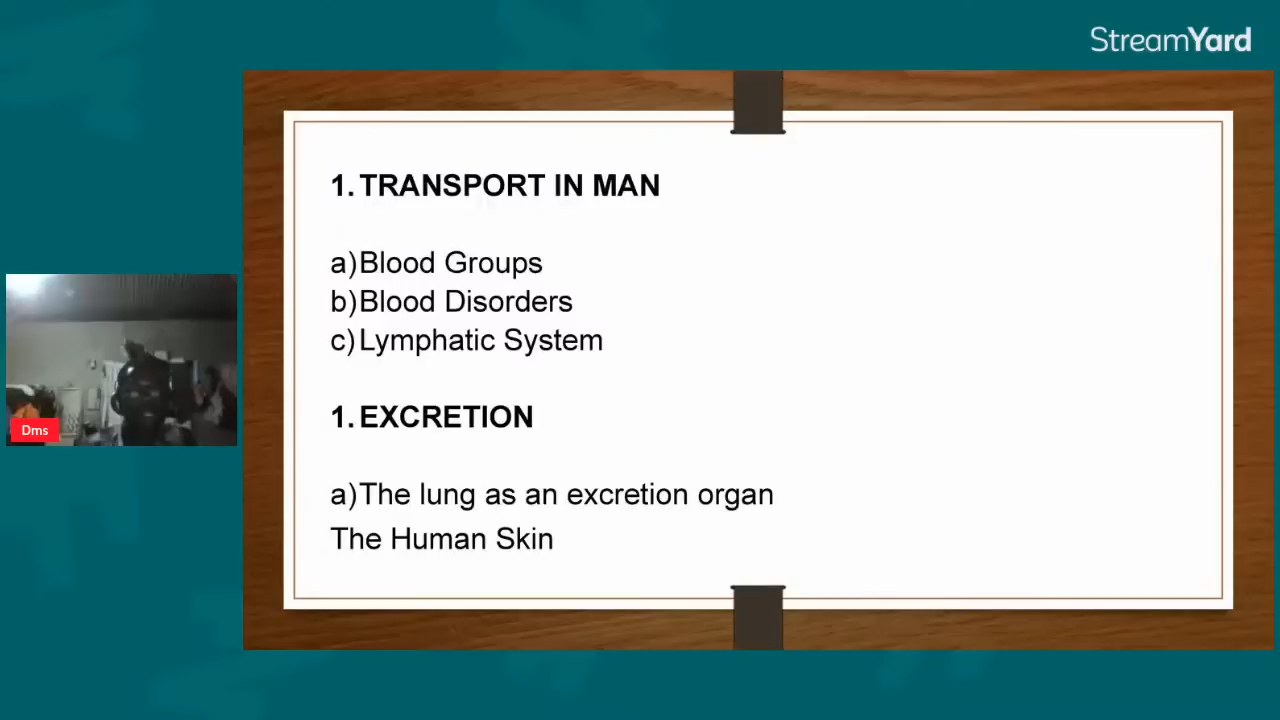 StreamYard
1. TRANSPORT IN MAN
a) Blood Groups
b) Blood Disorders
c) Lymphatic System
1. EXCRETION
a) The lung as an excretion organ
The Human Skin
Dms